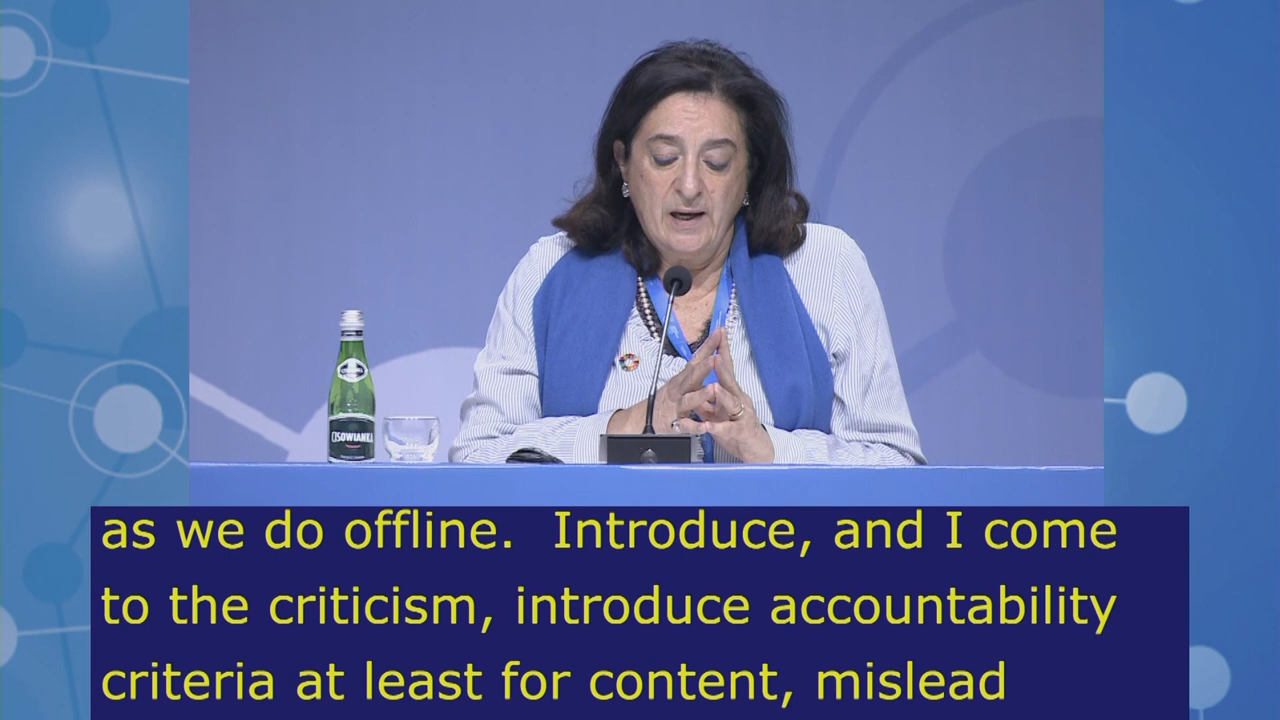 CISOWIANKA
as we do offline.  Introduce, and I come
to the criticism, introduce accountability
criteria at least for content, mislead